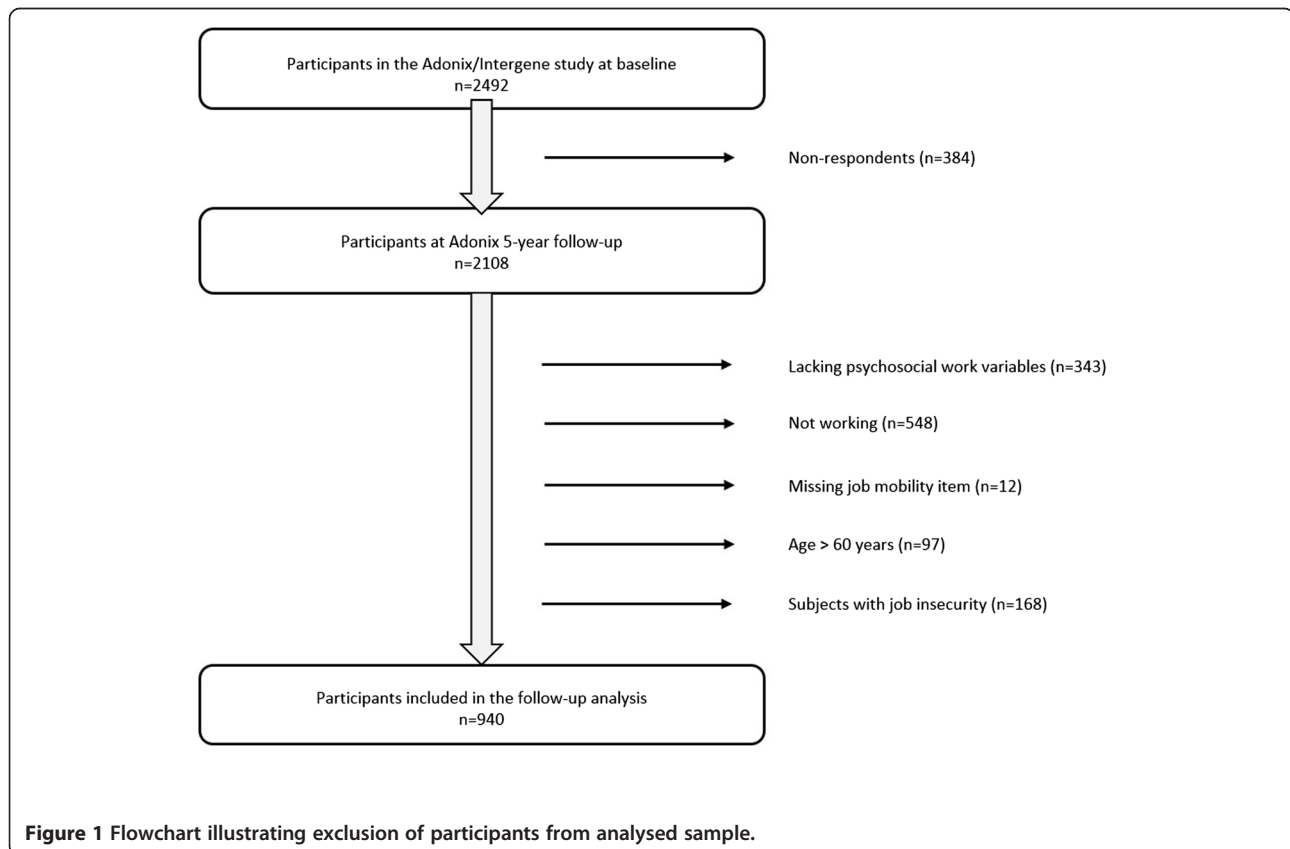 Participants in the Adonix/Intergene study at baseline
n=2492
Non-respondents (n=384)
Participants at Adonix 5-year follow-up
n=2108
Lacking psychosocial work variables (n=343)
Not working (n=548)
Missing job mobility item (n=12)
Age > 60 years (n=97)
Subjects with job insecurity (n=168)
Participants included in the follow-up analysis
n=940
Figure 1 Flowchart illustrating exclusion of participants from analysed sample.